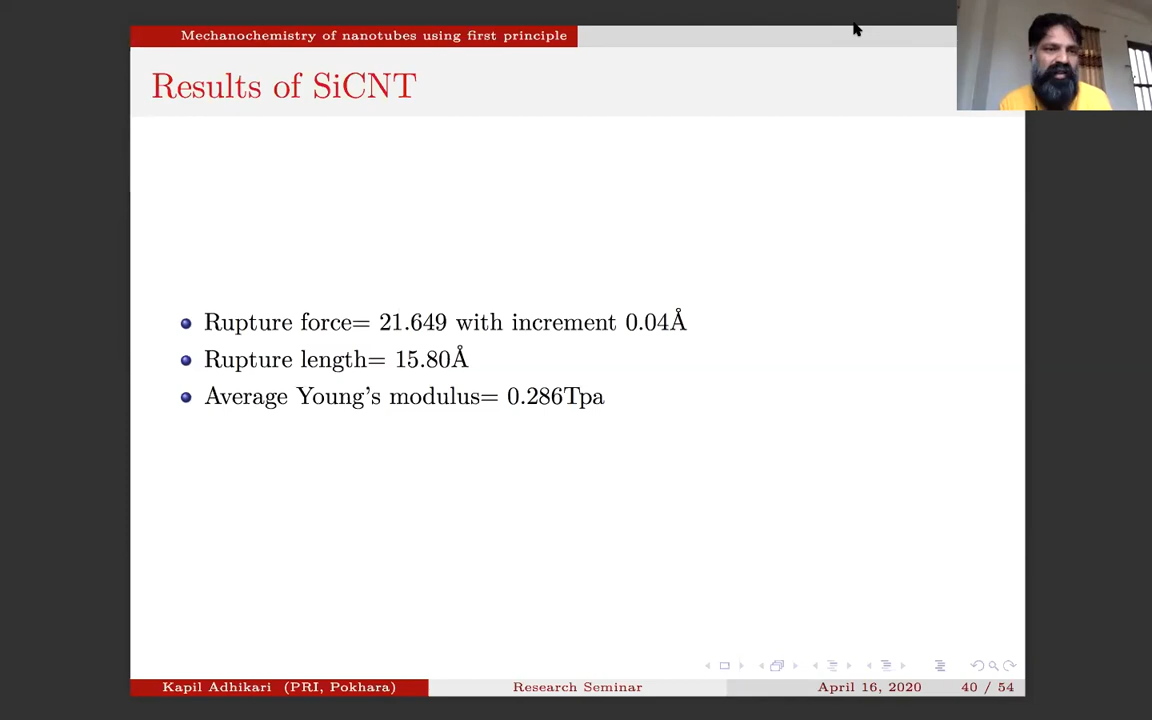 Mechanochemistry of nanotubes using first principle
Results of SiCNT
Rupture force= 21.649 with increment 0.04Å
Rupture length= 15.80Å
Average Young's modulus= 0.286Tpa
Kapil Adhikari (PRI, Pokhara) Research Seminar April 16, 2020 40 / 54